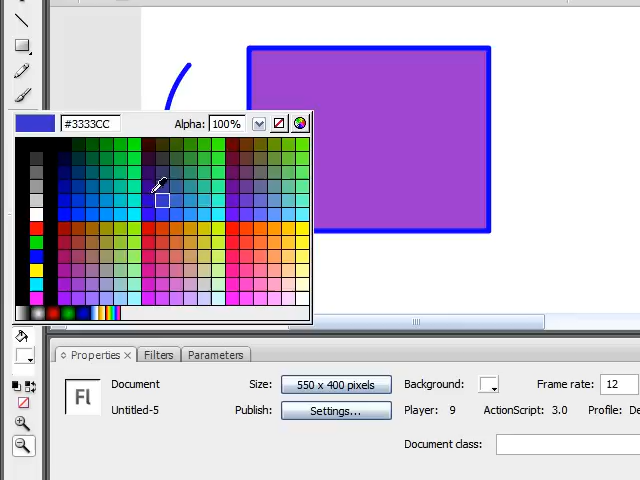 #3333CC Alpha: 100%
Properties Filters Parameters
Fl Document Size: 550 x 400 pixels Background: Frame rate: 12
Untitled-5 Publish: Settings... Player: 9 ActionScript: 3.0 Profile: De
Document class: